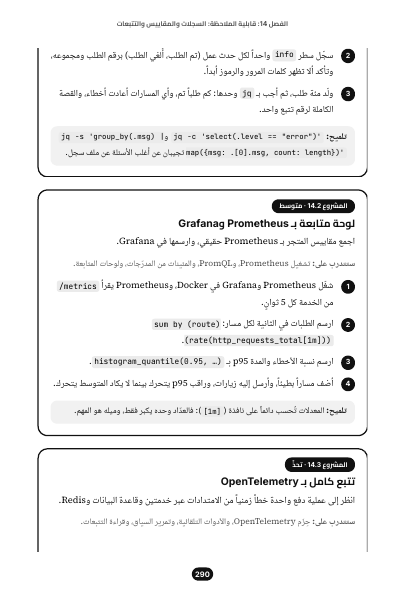 الفصل 14: قابلية الملاحظة: السجلات والمقاييس والتتبعات
2 سجّل سطر info واحداً لكل حدث عمل (تم الطلب، أُلغي الطلب) برقم الطلب ومجموعه،
وتأكد ألا تظهر كلمات المرور والرموز أبداً.
3 ولّد مئة طلب، ثم أجب بـ jq وحدها: كم طلباً تم، وأي المسارات أعادت أخطاء، والقصة
الكاملة لرقم تتبع واحد.
تلميح: jq -c 'select(.level == "error")' و jq -s 'group_by(.msg) |
map({msg: .[0].msg, count: length})' تجيبان عن أغلب الأسئلة عن ملف سجل.
المشروع 14.2 · متوسط
لوحة متابعة بـ Prometheus وGrafana
اجمع مقاييس المتجر بـ Prometheus حقيقي، وارسمها في Grafana.
ستتدرب على: تشغيل Prometheus، وPromQL، والمئينات من المدرّجات، ولوحات المتابعة.
1 شغّل Prometheus وGrafana في Docker، وPrometheus يقرأ /metrics
من الخدمة كل 5 ثوانٍ.
2 ارسم الطلبات في الثانية لكل مسار: sum by (route)
(rate(http_requests_total[1m])).
3 ارسم نسبة الأخطاء والمدة p95 بـ histogram_quantile(0.95, …).
4 أضف مساراً بطيئاً، وأرسل إليه زيارات، وراقب p95 يتحرك بينما لا يكاد المتوسط يتحرك.
تلميح: المعدلات تُحسب دائماً على نافذة ([1m]): فالعدّاد وحده يكبر فقط، وميله هو المهم.
المشروع 14.3 · تحدٍّ
تتبع كامل بـ OpenTelemetry
انظر إلى عملية دفع واحدة خطاً زمنياً من الامتدادات عبر خدمتين وقاعدة البيانات وRedis.
ستتدرب على: حزم OpenTelemetry، والأدوات التلقائية، وتمرير السياق، وقراءة التتبعات.
290